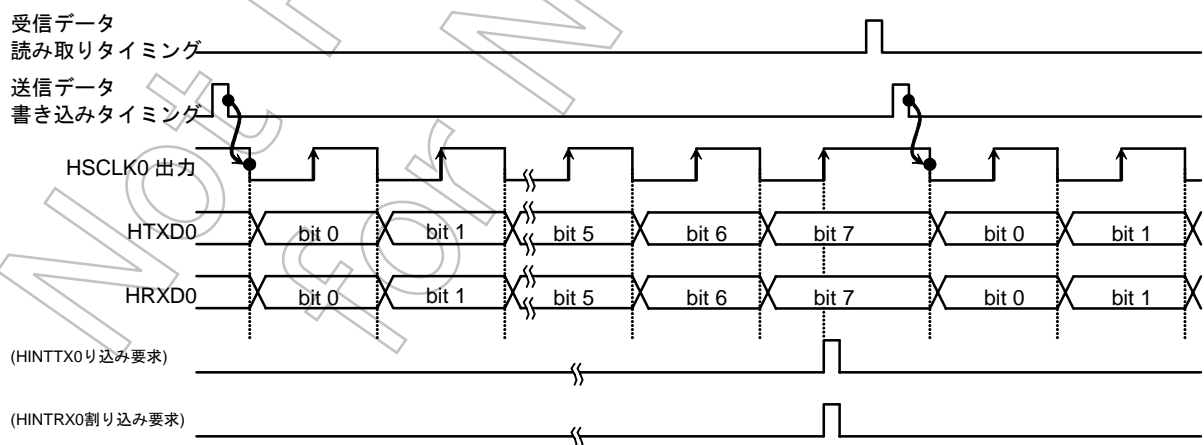 受信データ
読み取りタイミング
送信データ
書き込みタイミング
HSCLK0 出力
HTXD0 bit 0 bit 1 bit 5 bit 6 bit 7 bit 0 bit 1
HRXD0 bit 0 bit 1 bit 5 bit 6 bit 7 bit 0 bit 1
(HINTTX0り込み要求)
(HINTRX0割り込み要求)
Not
for N